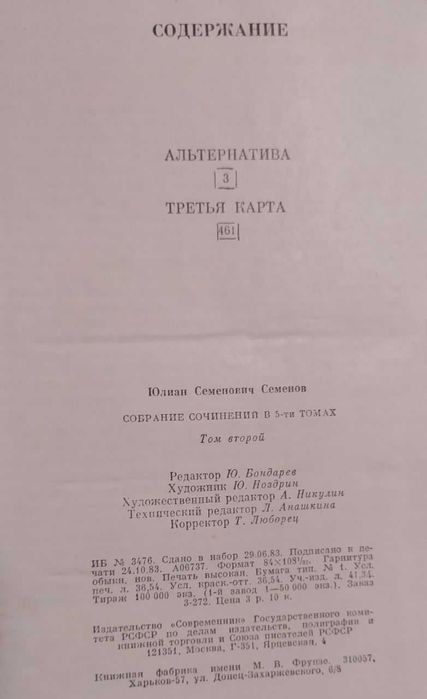 СОДЕРЖАНИЕ
АЛЬТЕРНАТИВА
3
ТРЕТЬЯ КАРТА
461
Юлиан Семенович Семенов
СОБРАНИЕ СОЧИНЕНИЙ В 5-ти ТОМАХ
Том второй
Редактор Ю. Бондарев
Художник Ю. Ноздрин
Художественный редактор А. Никулин
Технический редактор Л. Анашкина
Корректор Т. Люборец
ИБ № 3476. Сдано в набор 29.06.83. Подписано к пе-
чати 24.10.83. А06737. Формат 84×108¹/₃₂. Гарнитура
обыкн. нов. Печать высокая. Бумага тип. № 1. Усл.
печ. л. 36,54. Усл. краск.-отт. 36,54. Уч.-изд. л. 41,34.
Тираж 100 000 экз. (1-й завод 1—50 000 экз.). Заказ
3-272. Цена 3 р. 10 к.
Издательство «Современник» Государственного коми-
тета РСФСР по делам издательств, полиграфии и
книжной торговли и Союза писателей РСФСР
121351, Москва, Г-351, Ярцевская, 4
Книжная фабрика имени М. В. Фрунзе. 310057,
Харьков-57, ул. Донец-Захаржевского, 6/8